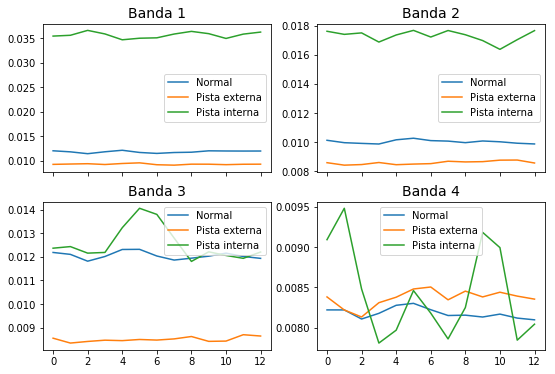 Banda 1
0.035
0.030
0.025
0.020
0.015
0.010
Normal
Pista externa
Pista interna
Banda 2
0.018
0.016
0.014
0.012
0.010
0.008
Normal
Pista externa
Pista interna
Banda 3
0.014
0.013
0.012
0.011
0.010
0.009
Normal
Pista externa
Pista interna
0 2 4 6 8 10 12
Banda 4
0.0095
0.0090
0.0085
0.0080
Normal
Pista externa
Pista interna
0 2 4 6 8 10 12